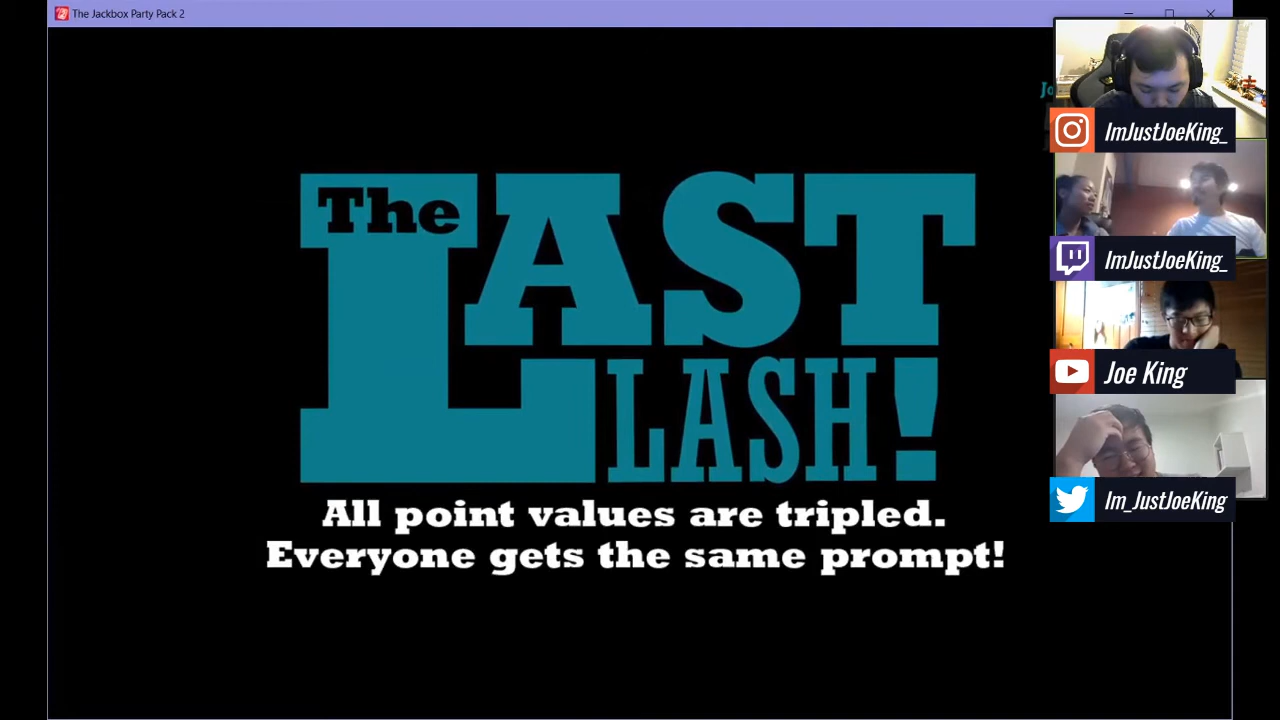 The Jackbox Party Pack 2
Jo
ImJustJoeKing_
ImJustJoeKing_
Joe King
Im_JustJoeKing
The LAST
LASH!
All point values are tripled.
Everyone gets the same prompt!